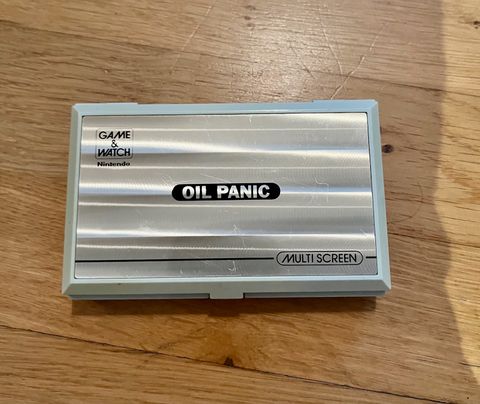 GAME
&
WATCH
Nintendo
OIL PANIC
MULTI SCREEN